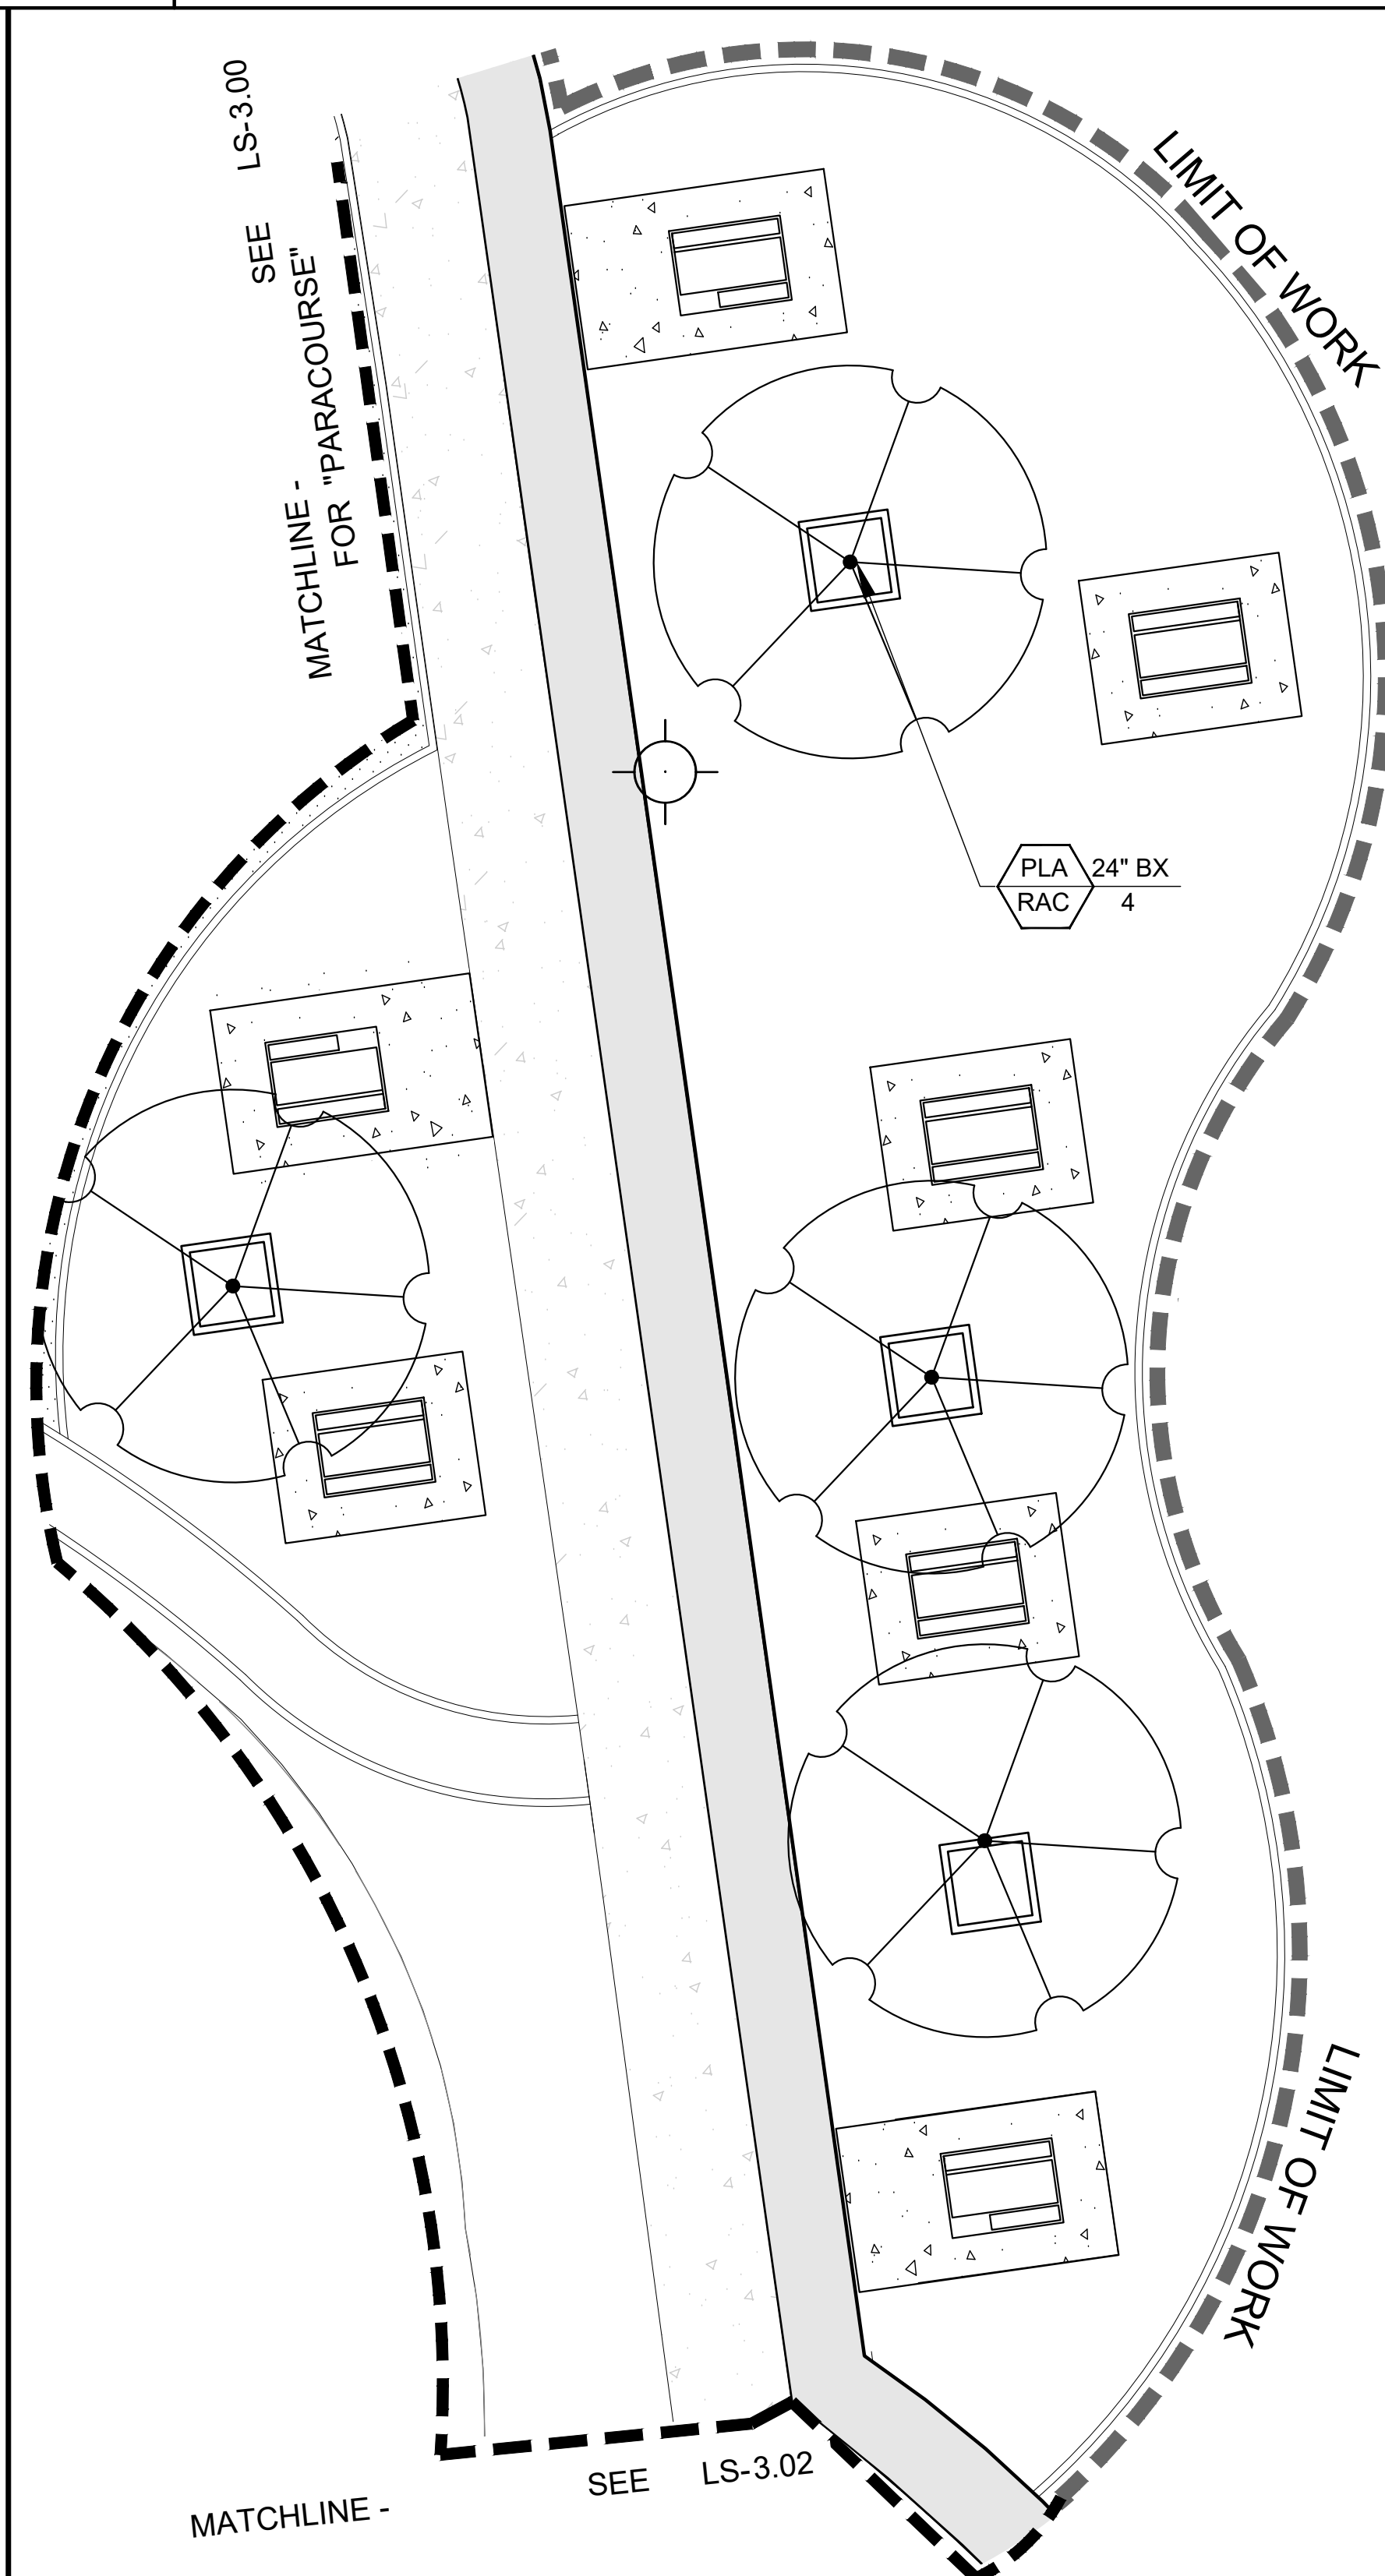 LIMIT OF WORK
MATCHLINE - SEE LS-3.00
FOR "PARACOURSE"
PLA 24" BX
RAC 4
LIMIT OF WORK
MATCHLINE - SEE LS-3.02